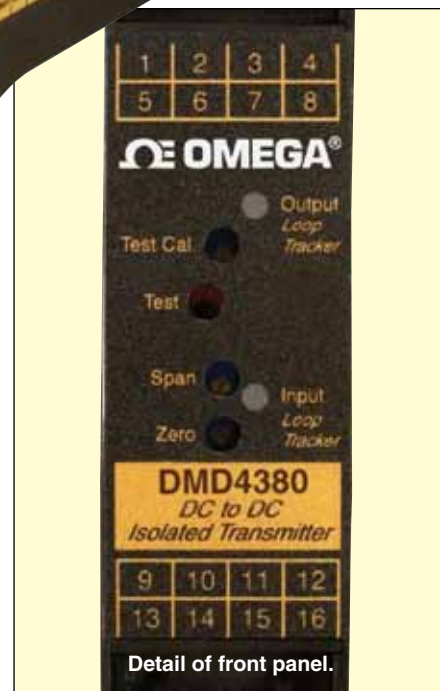 1 2 3 4
5 6 7 8
OMEGA®
Output
Loop
Tracker
Test Cal
Test
Span
Input
Loop
Tracker
Zero
DMD4380
DC to DC
Isolated Transmitter
9 10 11 12
13 14 15 16
Detail of front panel.